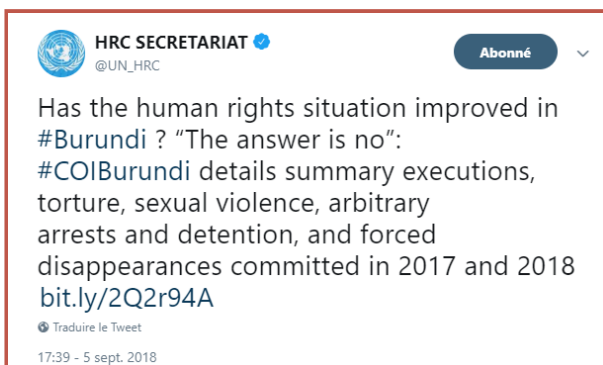 HRC SECRETARIAT
@UN_HRC
Abonné
Has the human rights situation improved in
#Burundi ? “The answer is no”:
#COIBurundi details summary executions,
torture, sexual violence, arbitrary
arrests and detention, and forced
disappearances committed in 2017 and 2018
bit.ly/2Q2r94A
Traduire le Tweet
17:39 - 5 sept. 2018